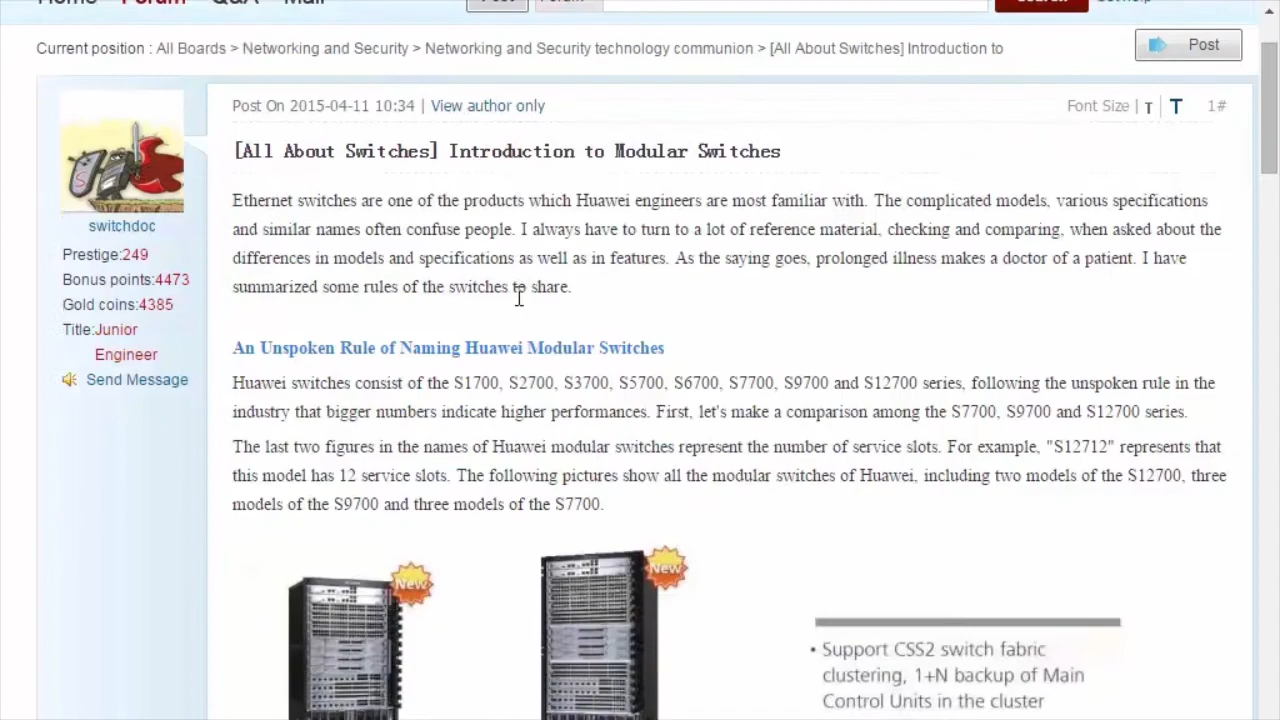 Home Forum Q&A Mall Post Forum Search Get help
Current position : All Boards > Networking and Security > Networking and Security technology communion > [All About Switches] Introduction to
Post
Post On 2015-04-11 10:34 | View author only
Font Size | T | T 1#
[All About Switches] Introduction to Modular Switches
Ethernet switches are one of the products which Huawei engineers are most familiar with. The complicated models, various specifications
and similar names often confuse people. I always have to turn to a lot of reference material, checking and comparing, when asked about the
differences in models and specifications as well as in features. As the saying goes, prolonged illness makes a doctor of a patient. I have
summarized some rules of the switches to share.
switchdoc
Prestige:249
Bonus points:4473
Gold coins:4385
Title:Junior
Engineer
Send Message
An Unspoken Rule of Naming Huawei Modular Switches
Huawei switches consist of the S1700, S2700, S3700, S5700, S6700, S7700, S9700 and S12700 series, following the unspoken rule in the
industry that bigger numbers indicate higher performances. First, let's make a comparison among the S7700, S9700 and S12700 series.
The last two figures in the names of Huawei modular switches represent the number of service slots. For example, "S12712" represents that
this model has 12 service slots. The following pictures show all the modular switches of Huawei, including two models of the S12700, three
models of the S9700 and three models of the S7700.
New
New
• Support CSS2 switch fabric
clustering, 1+N backup of Main
Control Units in the cluster